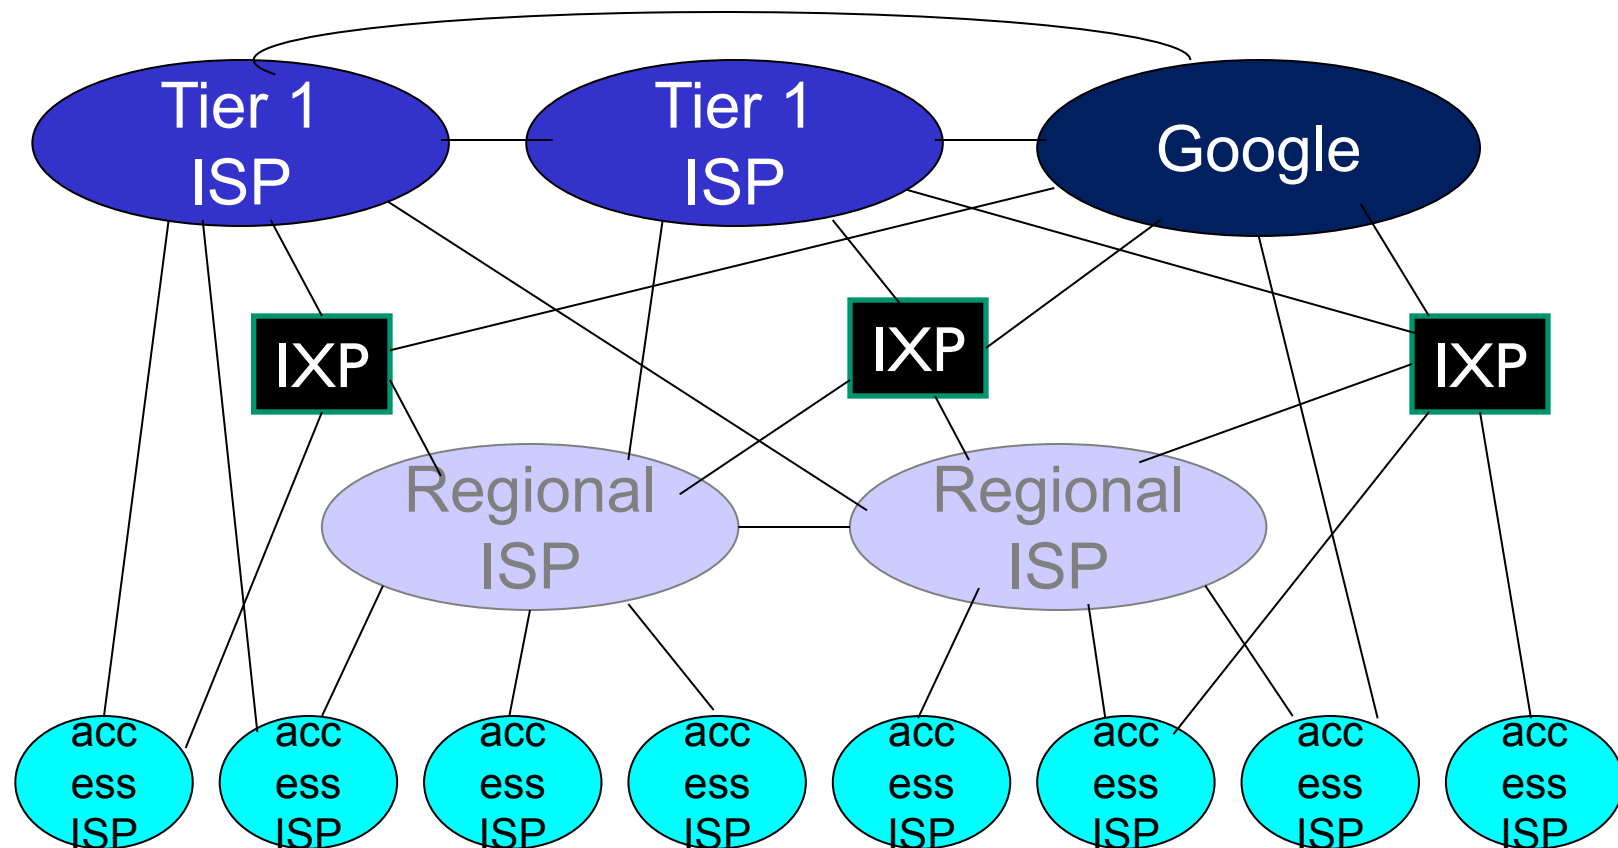 Tier 1
ISP
Tier 1
ISP
Google
IXP
IXP
IXP
Regional
ISP
Regional
ISP
acc
ess
ISP
acc
ess
ISP
acc
ess
ISP
acc
ess
ISP
acc
ess
ISP
acc
ess
ISP
acc
ess
ISP
acc
ess
ISP